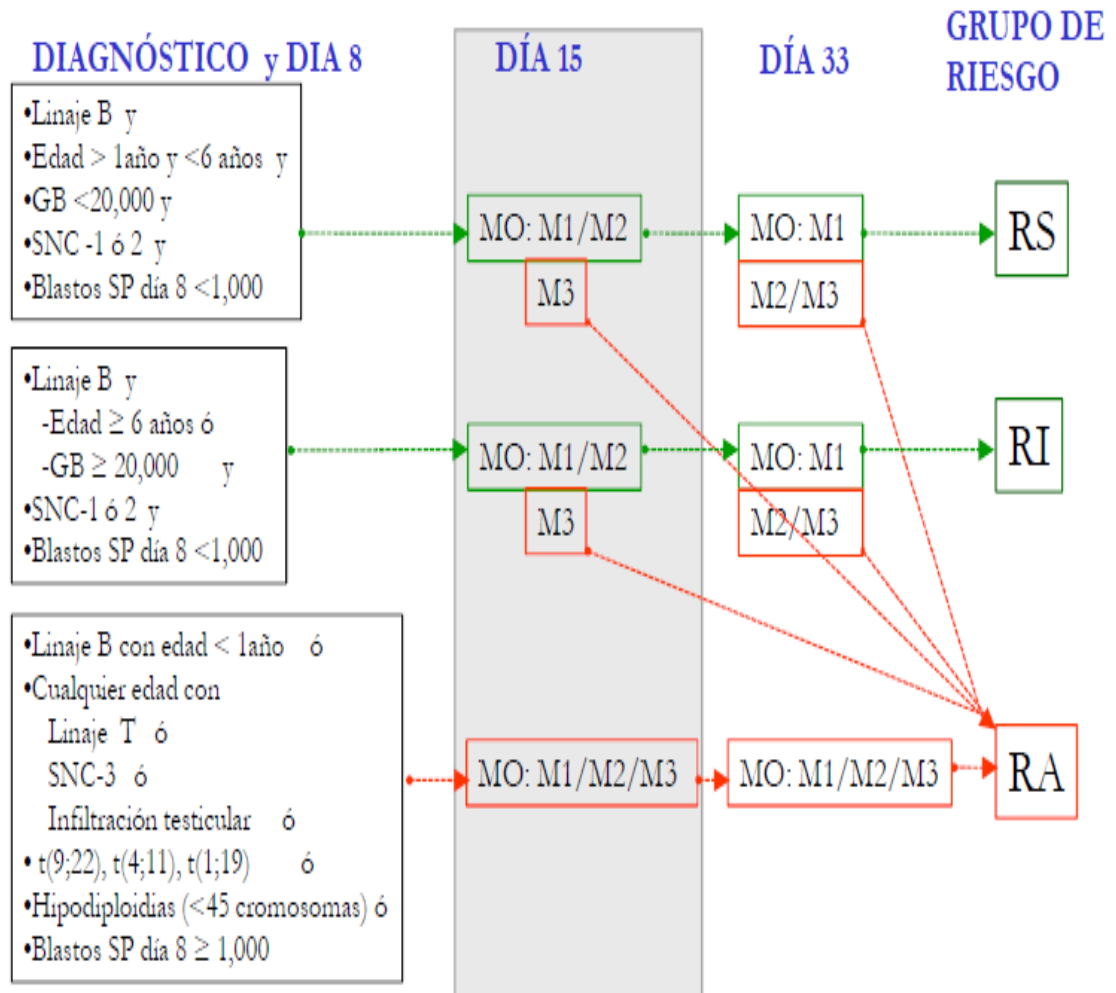 DIAGNÓSTICO y DIA 8
DÍA 15
DÍA 33
GRUPO DE
RIESGO
•Linaje B y
•Edad > 1año y <6 años y
•GB <20,000 y
•SNC -1 ó 2 y
•Blastos SP día 8 <1,000
MO: M1/M2
M3
MO: M1
M2/M3
RS
•Linaje B y
-Edad ≥ 6 años ó
-GB ≥ 20,000 y
•SNC-1 ó 2 y
•Blastos SP día 8 <1,000
MO: M1/M2
M3
MO: M1
M2/M3
RI
•Linaje B con edad < 1año ó
•Cualquier edad con
Linaje T ó
SNC-3 ó
Infiltración testicular ó
• t(9;22), t(4;11), t(1;19) ó
•Hipodiploidias (<45 cromosomas) ó
•Blastos SP día 8 ≥ 1,000
MO: M1/M2/M3
MO: M1/M2/M3
RA